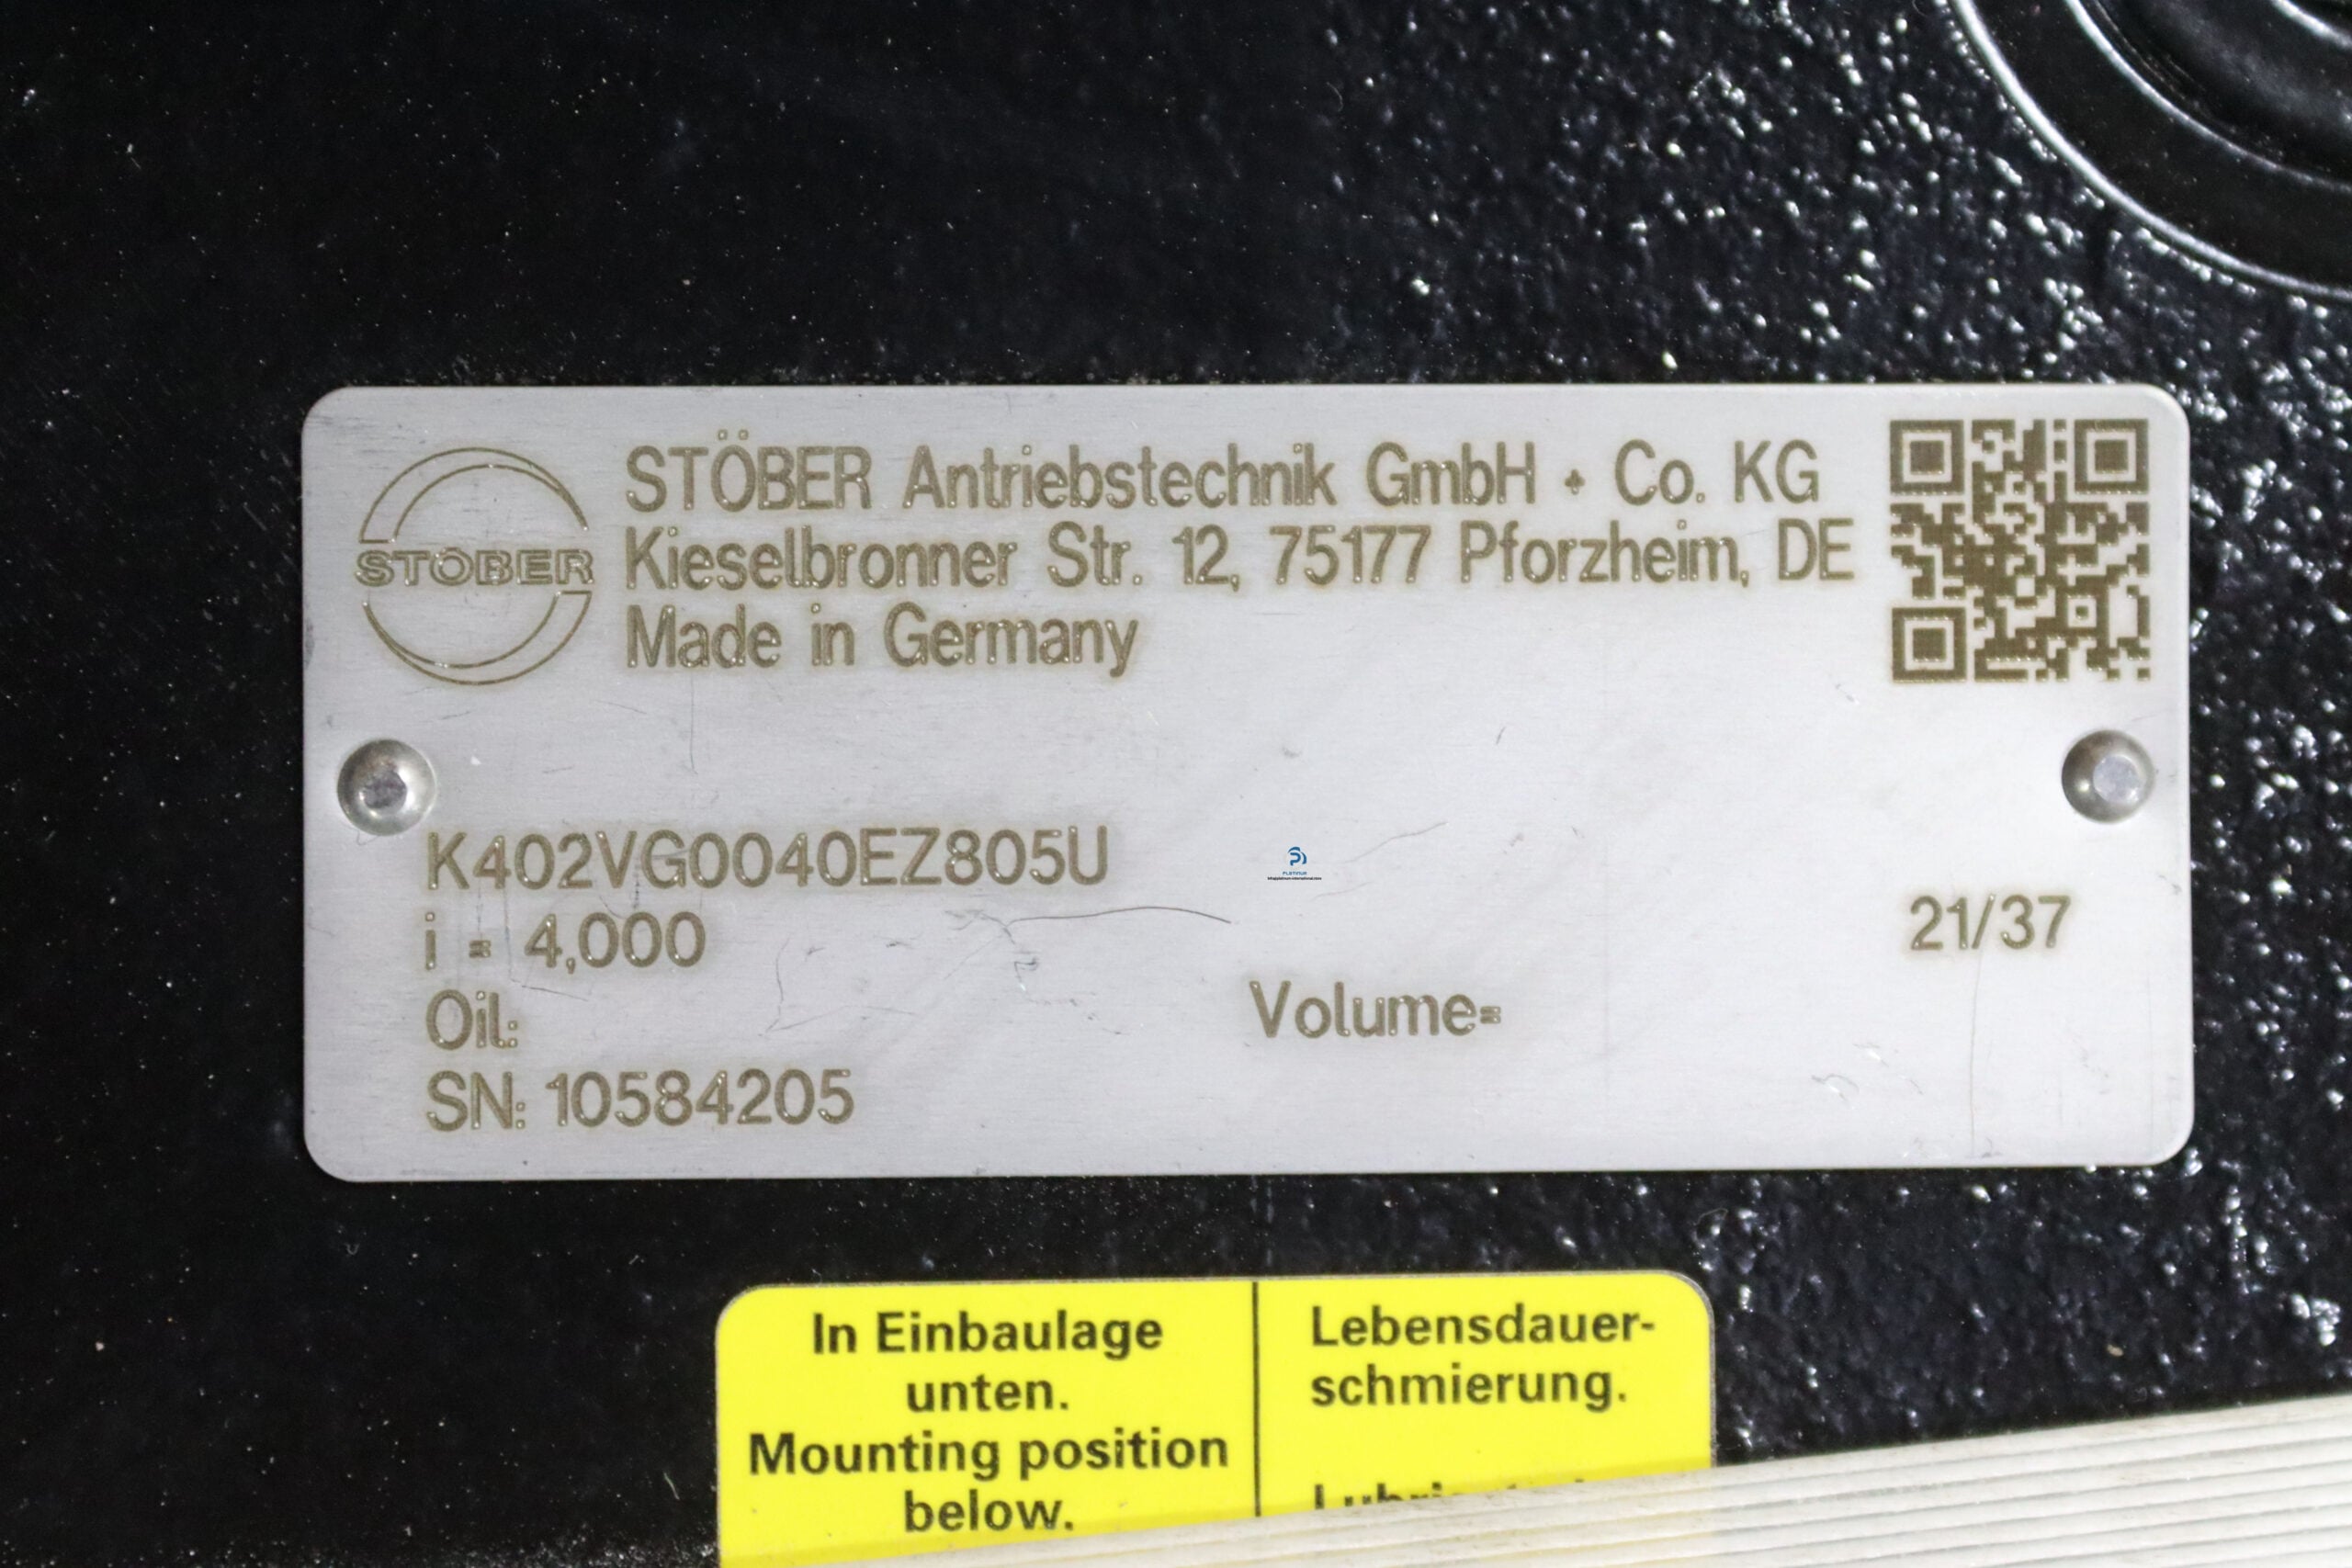 STÖBER
STÖBER Antriebstechnik GmbH + Co. KG
Kieselbronner Str. 12, 75177 Pforzheim, DE
Made in Germany
K402VG0040EZ805U
i = 4,000
21/37
Oil:
Volume=
SN: 10584205
PLATINUM
In Einbaulage
unten.
Mounting position
below.
Lebensdauer-
schmierung.